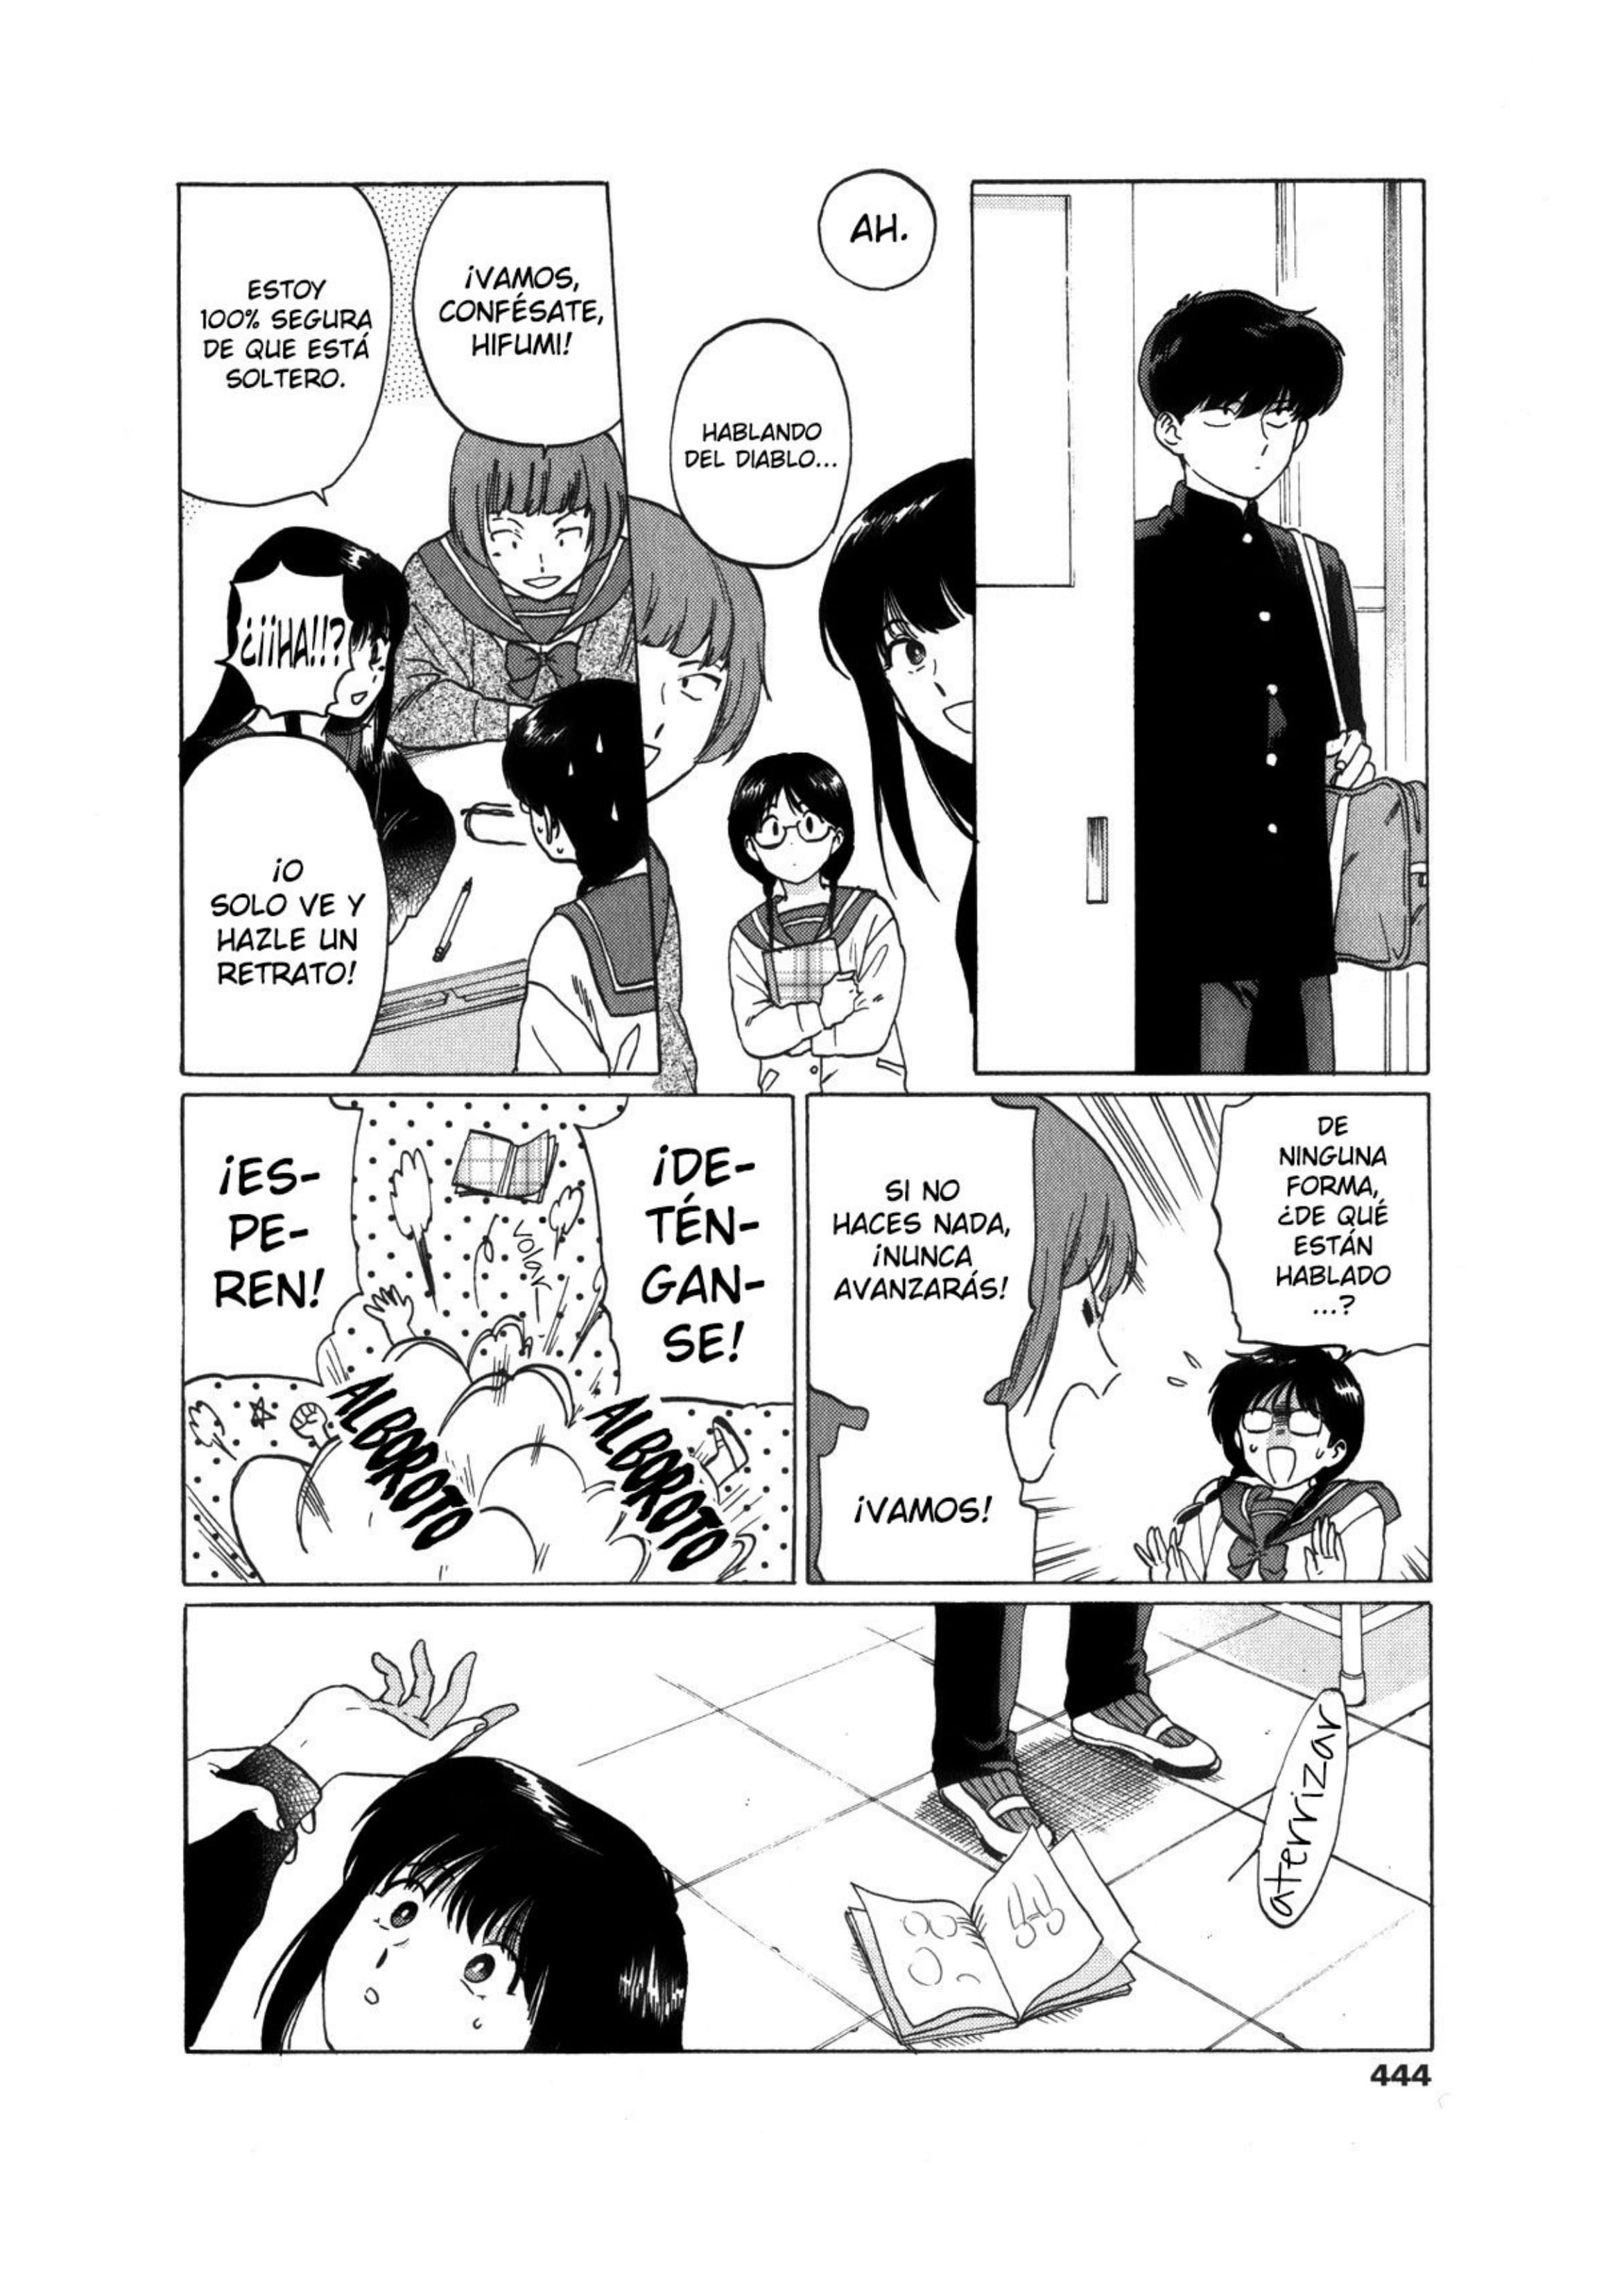 AH.
HABLANDO
DEL DIABLO...
¡VAMOS,
CONFÉSATE,
HIFUMI!
ESTOY
100% SEGURA
DE QUE ESTÁ
SOLTERO.
¿¡¡HA!!?
¡O
SOLO VE Y
HAZLE UN
RETRATO!
DE
NINGUNA
FORMA,
¿DE QUÉ
ESTÁN
HABLADO
...?
SI NO
HACES NADA,
¡NUNCA
AVANZARÁS!
¡VAMOS!
¡DE-
TÉN-
GAN-
SE!
volar
¡ES-
PE-
REN!
ALBOROTO
ALBOROTO
aterrizar
444